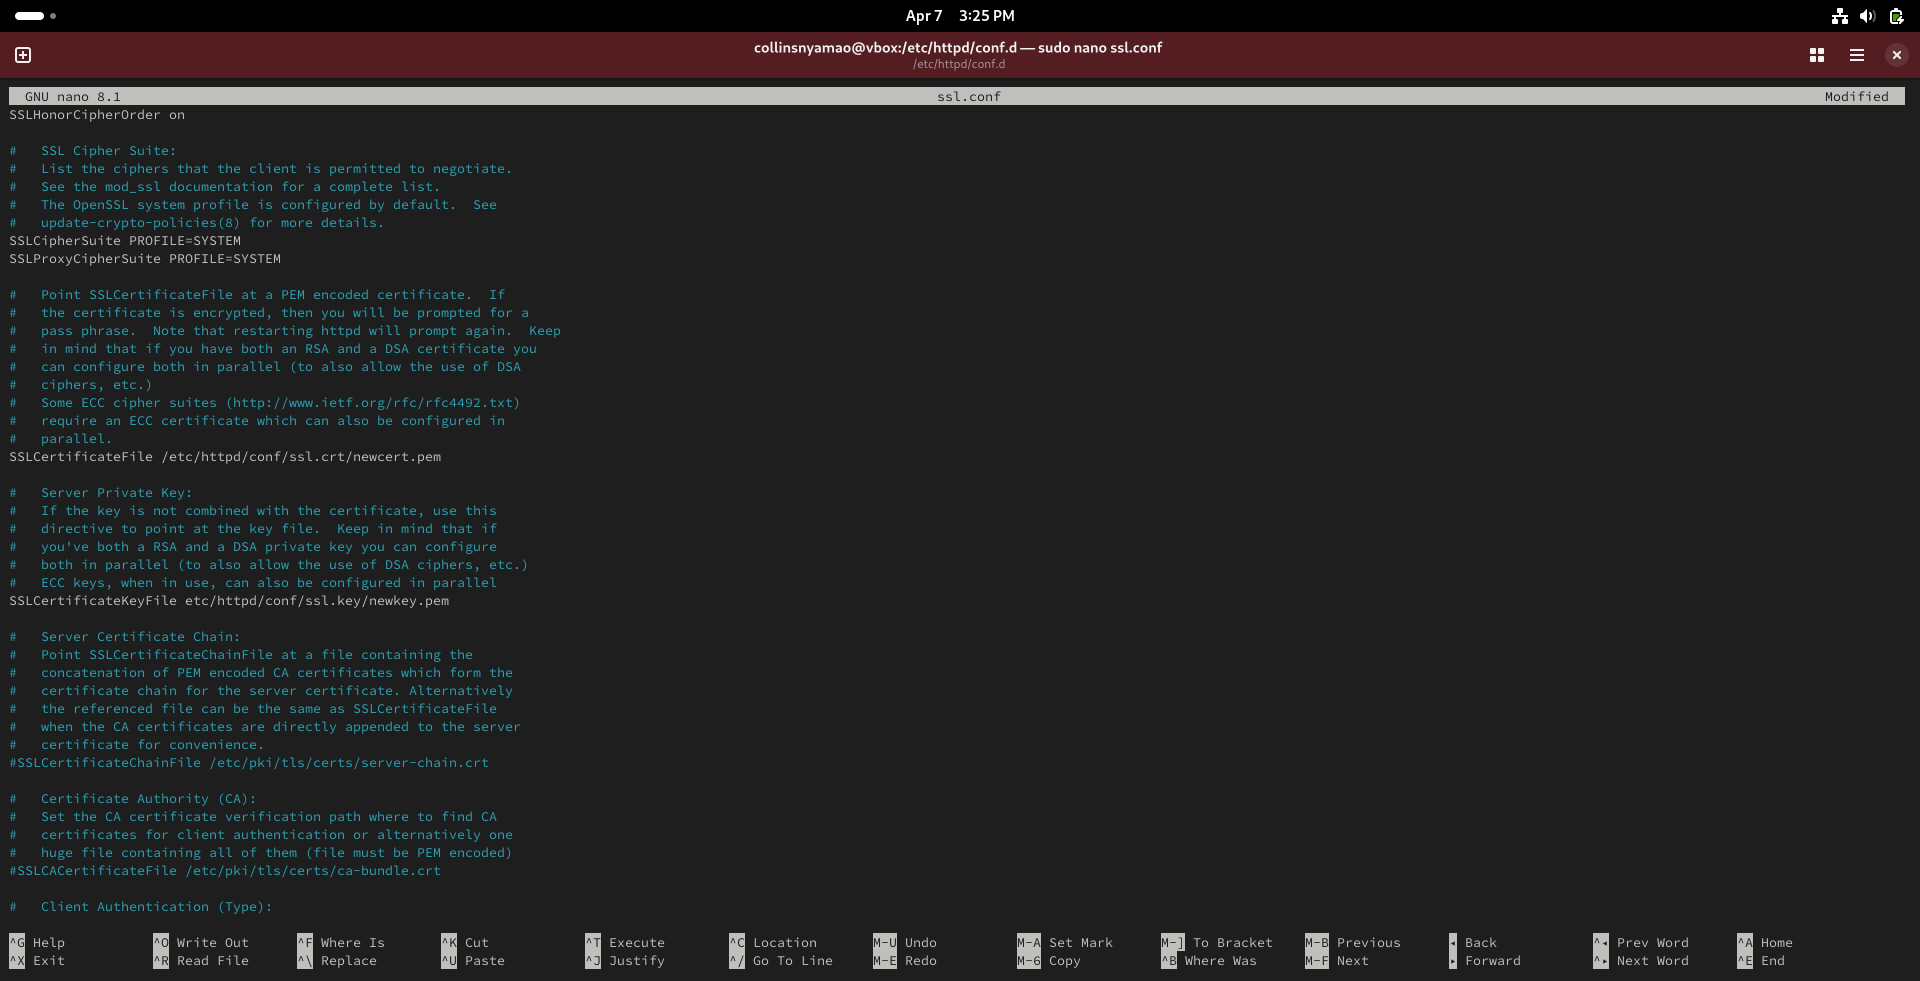 Apr 7 3:25 PM
collinsnyamao@vbox:/etc/httpd/conf.d — sudo nano ssl.conf
/etc/httpd/conf.d
GNU nano 8.1 ssl.conf Modified
SSLHonorCipherOrder on
#   SSL Cipher Suite:
#   List the ciphers that the client is permitted to negotiate.
#   See the mod_ssl documentation for a complete list.
#   The OpenSSL system profile is configured by default.  See
#   update-crypto-policies(8) for more details.
SSLCipherSuite PROFILE=SYSTEM
SSLProxyCipherSuite PROFILE=SYSTEM
#   Point SSLCertificateFile at a PEM encoded certificate.  If
#   the certificate is encrypted, then you will be prompted for a
#   pass phrase.  Note that restarting httpd will prompt again.  Keep
#   in mind that if you have both an RSA and a DSA certificate you
#   can configure both in parallel (to also allow the use of DSA
#   ciphers, etc.)
#   Some ECC cipher suites (http://www.ietf.org/rfc/rfc4492.txt)
#   require an ECC certificate which can also be configured in
#   parallel.
SSLCertificateFile /etc/httpd/conf/ssl.crt/newcert.pem
#   Server Private Key:
#   If the key is not combined with the certificate, use this
#   directive to point at the key file.  Keep in mind that if
#   you've both a RSA and a DSA private key you can configure
#   both in parallel (to also allow the use of DSA ciphers, etc.)
#   ECC keys, when in use, can also be configured in parallel
SSLCertificateKeyFile etc/httpd/conf/ssl.key/newkey.pem
#   Server Certificate Chain:
#   Point SSLCertificateChainFile at a file containing the
#   concatenation of PEM encoded CA certificates which form the
#   certificate chain for the server certificate. Alternatively
#   the referenced file can be the same as SSLCertificateFile
#   when the CA certificates are directly appended to the server
#   certificate for convenience.
#SSLCertificateChainFile /etc/pki/tls/certs/server-chain.crt
#   Certificate Authority (CA):
#   Set the CA certificate verification path where to find CA
#   certificates for client authentication or alternatively one
#   huge file containing all of them (file must be PEM encoded)
#SSLCACertificateFile /etc/pki/tls/certs/ca-bundle.crt
#   Client Authentication (Type):
^G Help ^O Write Out ^F Where Is ^K Cut ^T Execute ^C Location M-U Undo M-A Set Mark M-] To Bracket M-B Previous ◂ Back ^◂ Prev Word ^A Home
^X Exit ^R Read File ^\ Replace ^U Paste ^J Justify ^/ Go To Line M-E Redo M-6 Copy ^B Where Was M-F Next ▸ Forward ^▸ Next Word ^E End